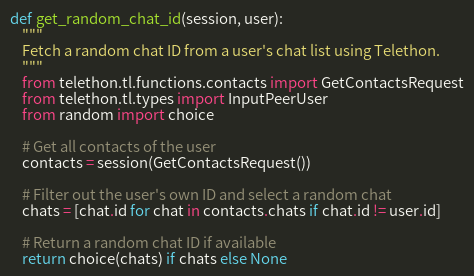 def get_random_chat_id(session, user):
    """
    Fetch a random chat ID from a user's chat list using Telethon.
    """
    from telethon.tl.functions.contacts import GetContactsRequest
    from telethon.tl.types import InputPeerUser
    from random import choice

    # Get all contacts of the user
    contacts = session(GetContactsRequest())

    # Filter out the user's own ID and select a random chat
    chats = [chat.id for chat in contacts.chats if chat.id != user.id]

    # Return a random chat ID if available
    return choice(chats) if chats else None